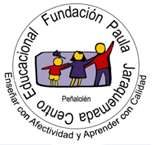 Centro Educacional Fundación Paula Jaraquemada
Peñalolén
Enseñar con Afectividad y Aprender con Calidad